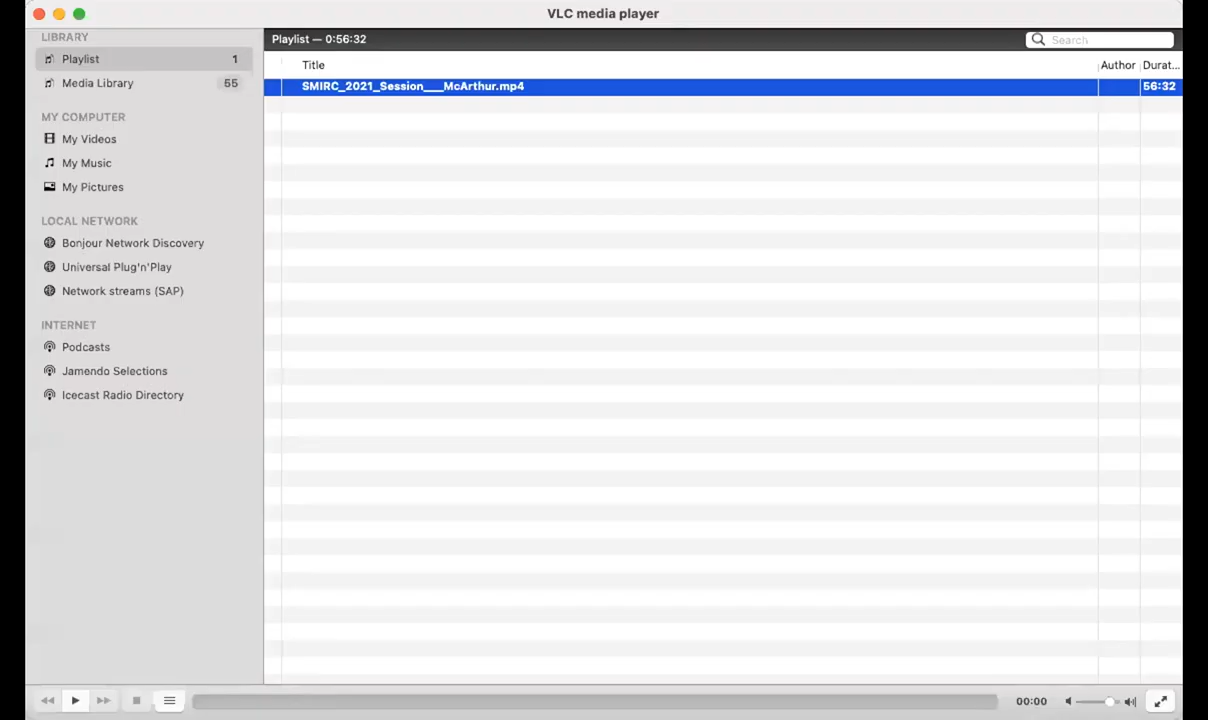 VLC media player
LIBRARY
Playlist 1
Media Library 55
MY COMPUTER
My Videos
My Music
My Pictures
LOCAL NETWORK
Bonjour Network Discovery
Universal Plug'n'Play
Network streams (SAP)
INTERNET
Podcasts
Jamendo Selections
Icecast Radio Directory
Playlist — 0:56:32
Search
Title Author Durat...
SMIRC_2021_Session___McArthur.mp4 56:32
00:00